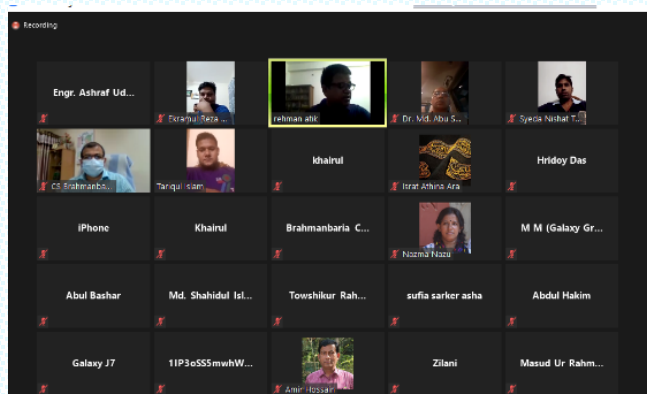 Recording
Engr. Ashraf Ud...
Ekramul Reza ...
rehman atik
Dr. Md. Abu S...
Syeda Nishat T...
CS Brahmanba...
Tariqul Islam
khairul
Israt Athina Ara
Hridoy Das
iPhone
Khairul
Brahmanbaria C...
Nazma Nazu
M M (Galaxy Gr...
Abul Bashar
Md. Shahidul Isl...
Towshikur Rah...
sufia sarker asha
Abdul Hakim
Galaxy J7
1IP3oSS5mwhW...
Amir Hossain
Zilani
Masud Ur Rahm...